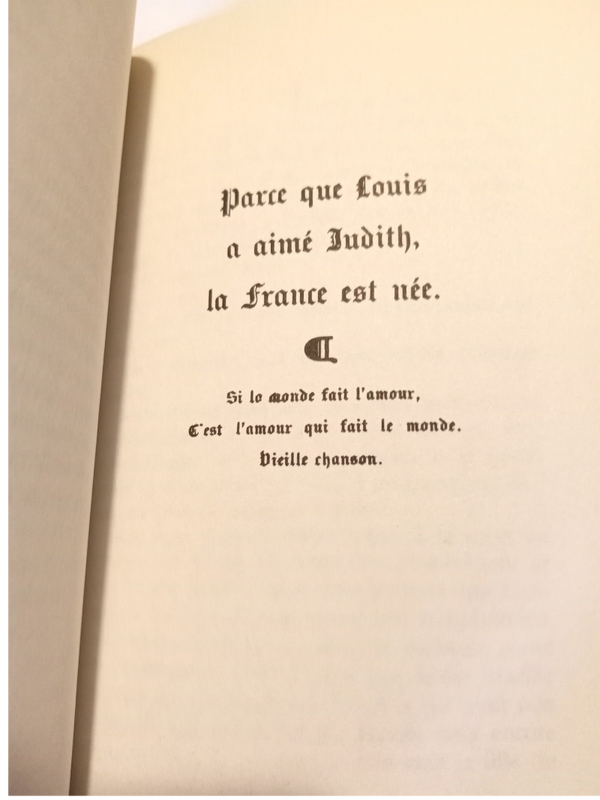 Parce que Louis
a aimé Judith,
la France est née.
Si le monde fait l'amour,
C'est l'amour qui fait le monde.
Vieille chanson.